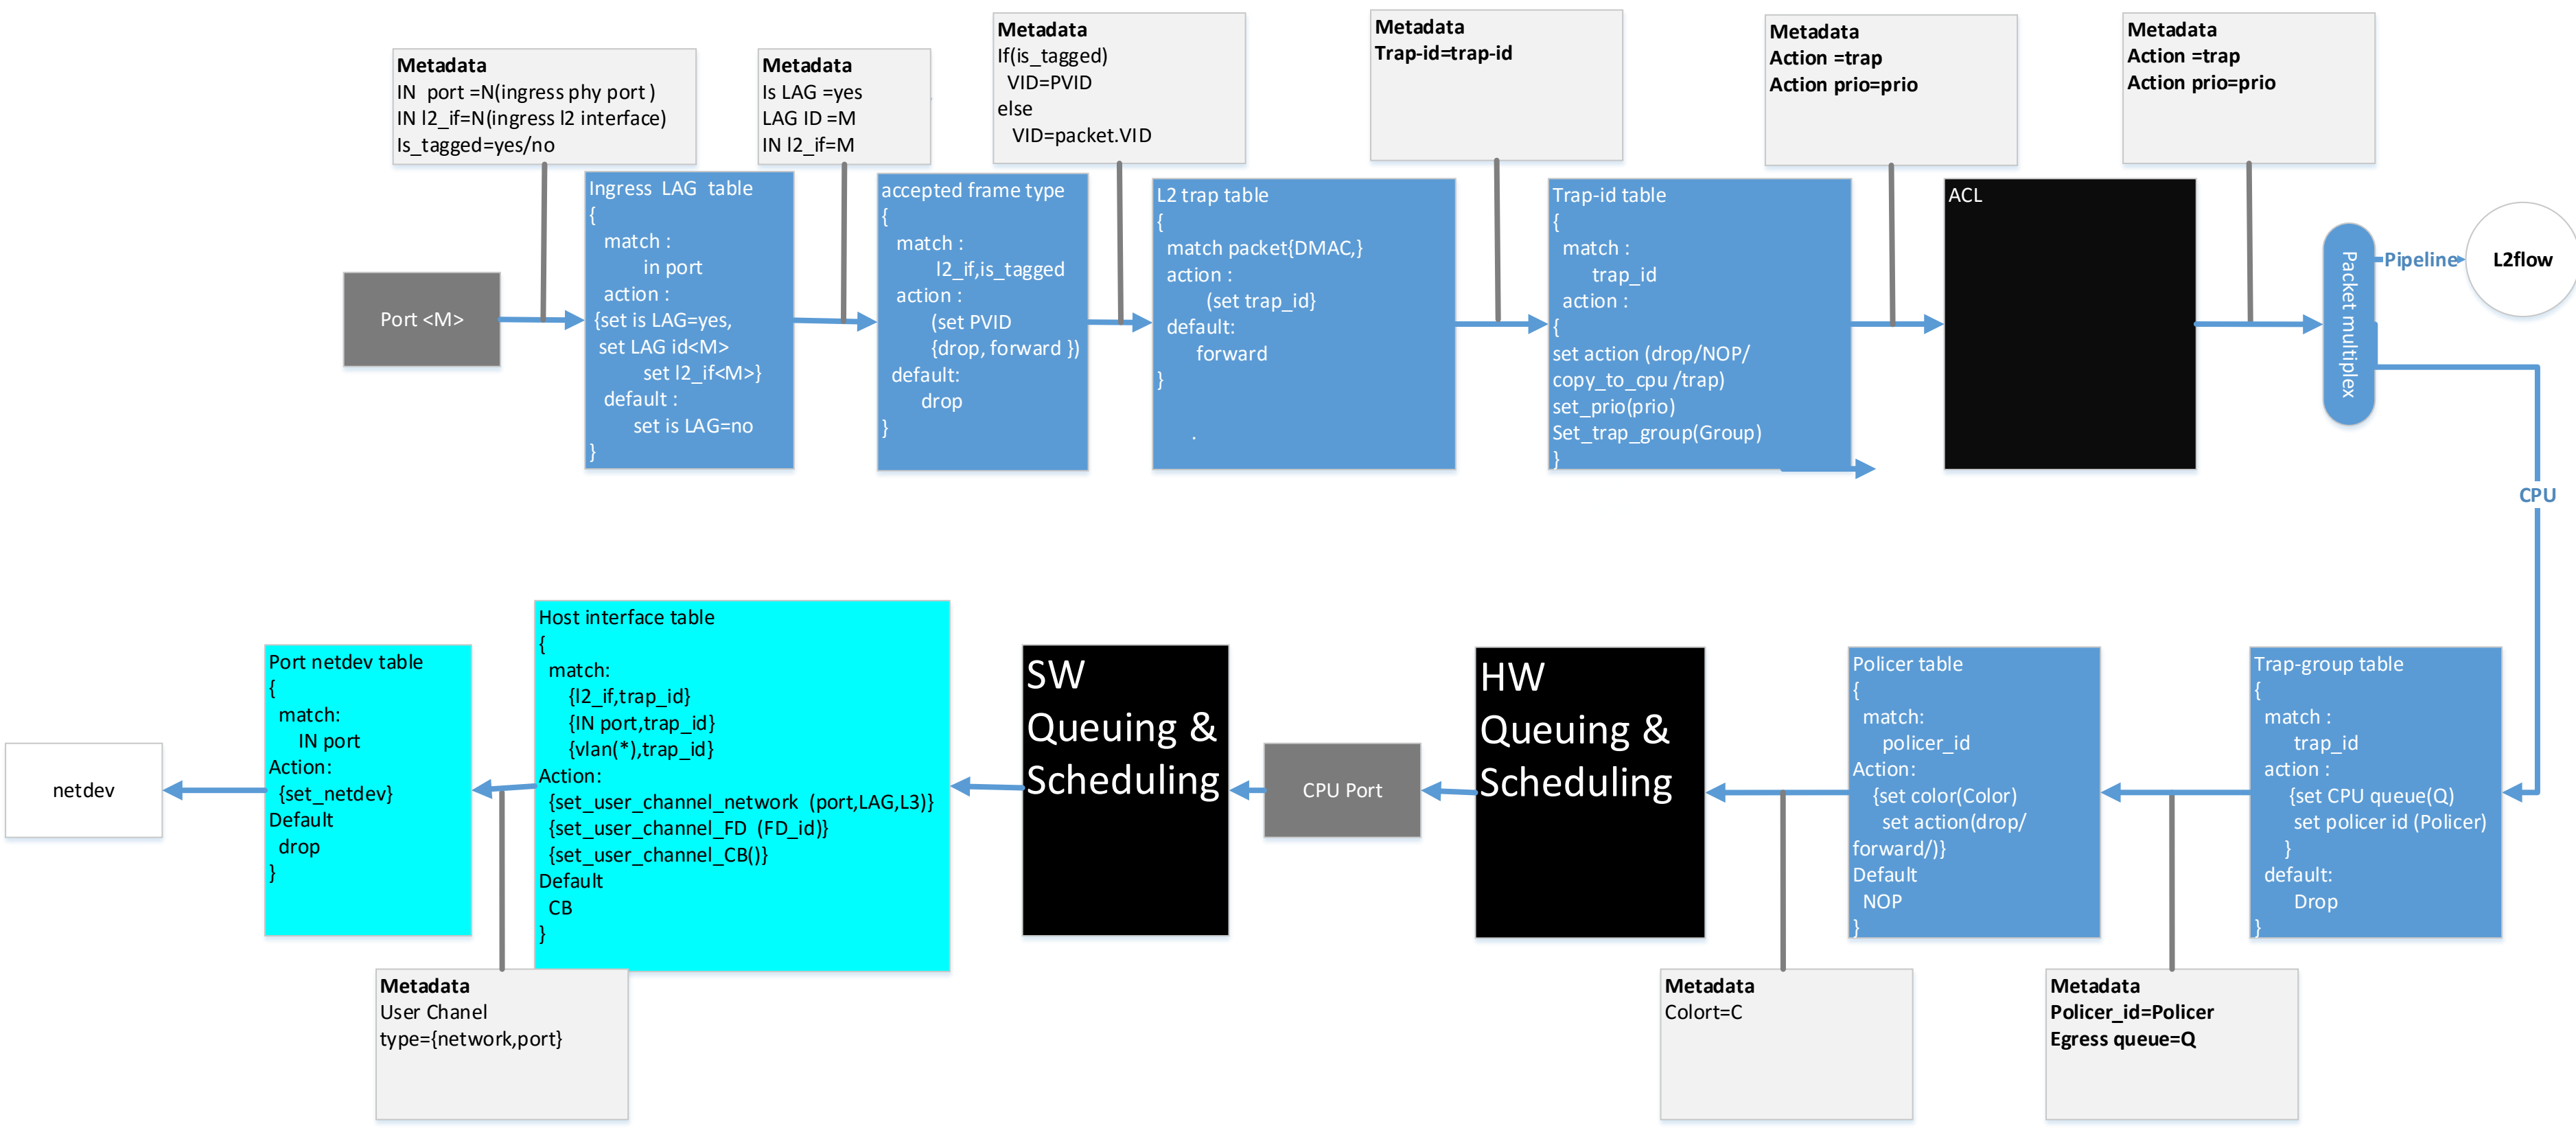 Metadata
IN  port =N(ingress phy port )
IN l2_if=N(ingress l2 interface)
Is_tagged=yes/no
Metadata
Is LAG =yes
LAG ID =M
IN l2_if=M
Metadata
If(is_tagged)
VID=PVID
else
VID=packet.VID
Metadata
Trap-id=trap-id
Metadata
Action =trap
Action prio=prio
Metadata
Action =trap
Action prio=prio
Port <M>
Ingress  LAG  table
{
match :
in port
action :
{set is LAG=yes,
set LAG id<M>
set l2_if<M>}
default :
set is LAG=no
}
accepted frame type
{
match :
l2_if,is_tagged
action :
(set PVID
{drop, forward })
default:
drop
}
L2 trap table
{
match packet{DMAC,}
action :
(set trap_id}
default:
forward
}
.
Trap-id table
{
match :
trap_id
action :
{
set action (drop/NOP/
copy_to_cpu /trap)
set_prio(prio)
Set_trap_group(Group)
}
ACL
Packet multiplex
Pipeline
L2flow
CPU
netdev
Port netdev table
{
match:
IN port
Action:
{set_netdev}
Default
drop
}
Host interface table
{
match:
{l2_if,trap_id}
{IN port,trap_id}
{vlan(*),trap_id}
Action:
{set_user_channel_network  (port,LAG,L3)}
{set_user_channel_FD  (FD_id)}
{set_user_channel_CB()}
Default
CB
}
SW
Queuing &
Scheduling
CPU Port
HW
Queuing &
Scheduling
Policer table
{
match:
policer_id
Action:
{set color(Color)
set action(drop/
forward/)}
Default
NOP
}
Trap-group table
{
match :
trap_id
action :
{set CPU queue(Q)
set policer id (Policer)
}
default:
Drop
}
Metadata
User Chanel
type={network,port}
Metadata
Colort=C
Metadata
Policer_id=Policer
Egress queue=Q